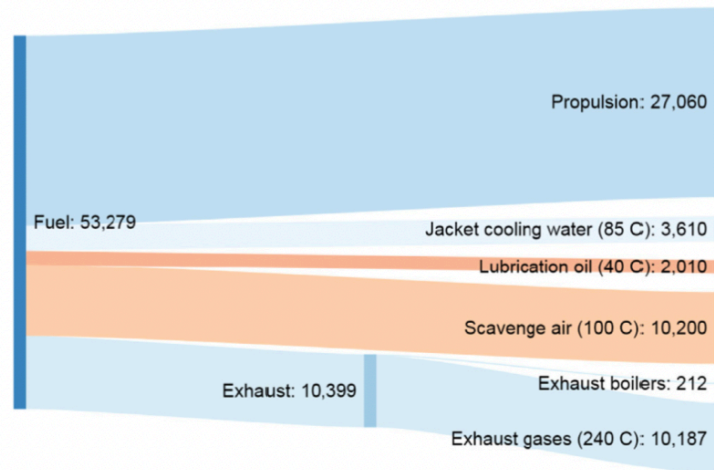 Propulsion: 27,060
Fuel: 53,279
Jacket cooling water (85 C): 3,610
Lubrication oil (40 C): 2,010
Scavenge air (100 C): 10,200
Exhaust boilers: 212
Exhaust: 10,399
Exhaust gases (240 C): 10,187